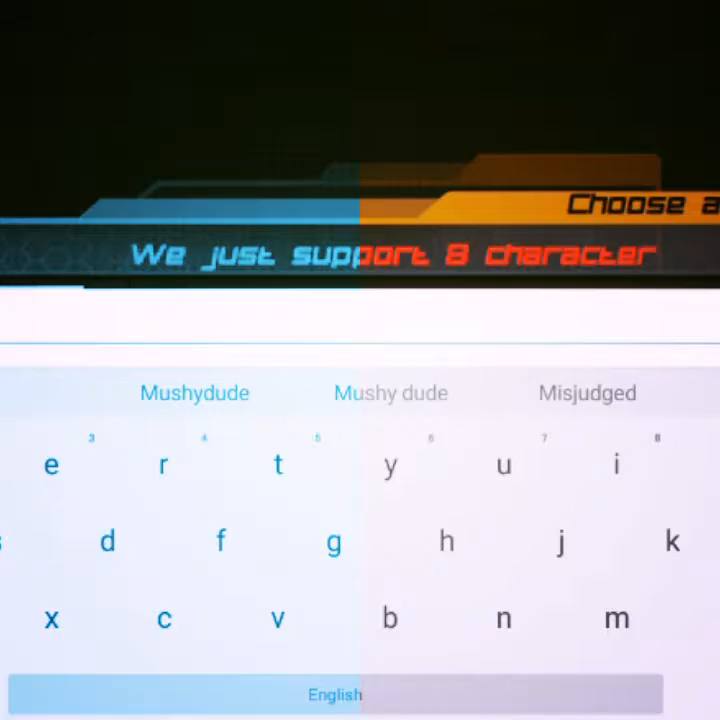 Choose a
We just support 8 character
Mushydude Mushy dude Misjudged
3 4 5 6 7 8
e r t y u i
s d f g h j k
x c v b n m
English